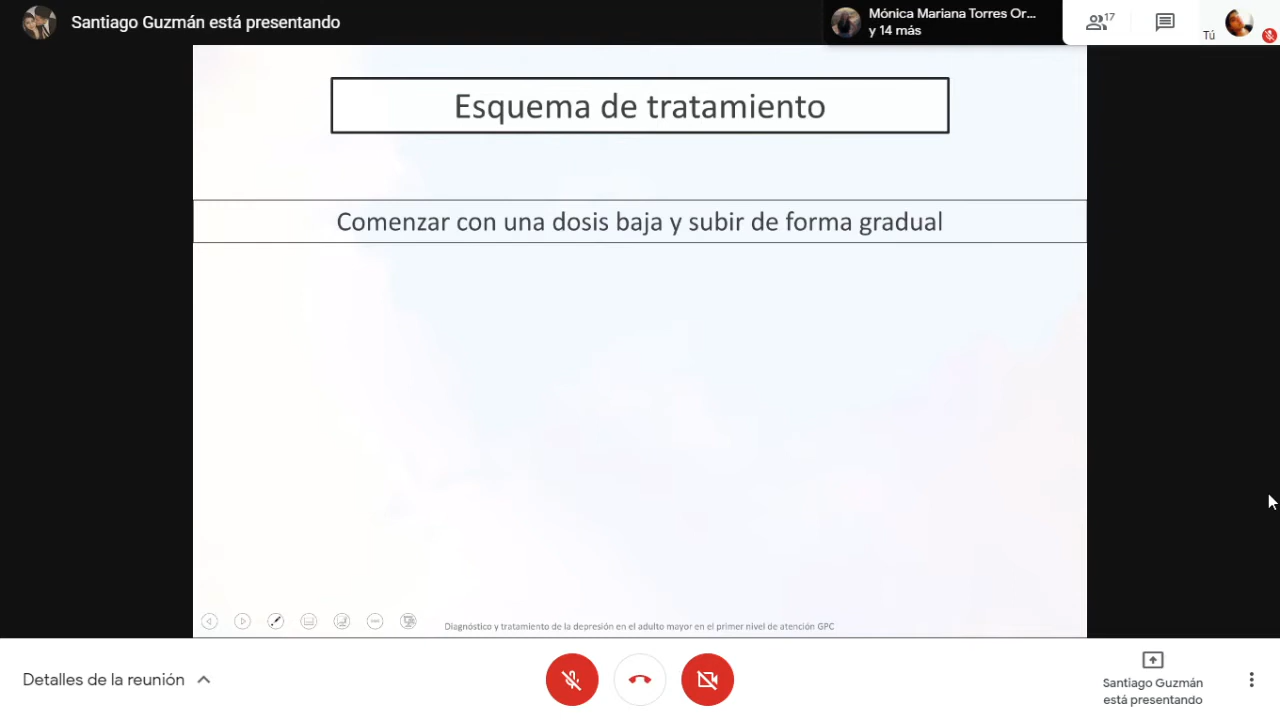 Santiago Guzmán está presentando
Mónica Mariana Torres Or...
y 14 más
17
Tú
Esquema de tratamiento
Comenzar con una dosis baja y subir de forma gradual
Diagnóstico y tratamiento de la depresión en el adulto mayor en el primer nivel de atención GPC
Detalles de la reunión
Santiago Guzmán
está presentando